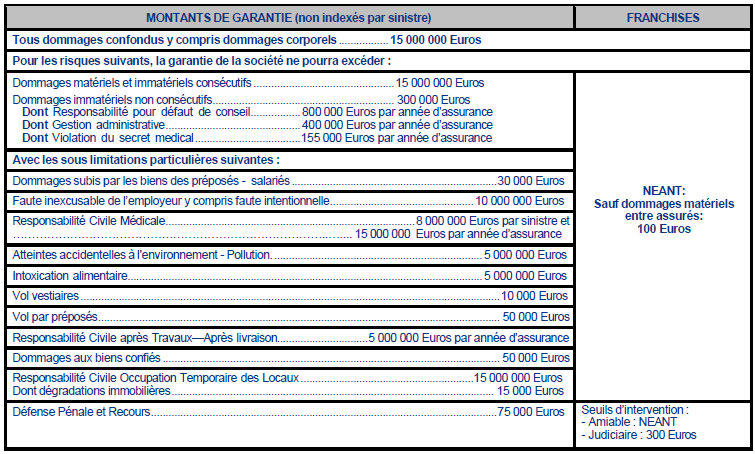 MONTANTS DE GARANTIE (non indexés par sinistre)
FRANCHISES
Tous dommages confondus y compris dommages corporels ................. 15 000 000 Euros
Pour les risques suivants, la garantie de la société ne pourra excéder :
Dommages matériels et immatériels consécutifs ................................................ 15 000 000 Euros
Dommages immatériels non consécutifs............................................................ 300 000 Euros
Dont Responsabilité pour défaut de conseil................. 800 000 Euros par année d'assurance
Dont Gestion administrative............................................... 400 000 Euros par année d'assurance
Dont Violation du secret medical.................................... 155 000 Euros par année d'assurance
Avec les sous limitations particulières suivantes :
Dommages subis par les biens des préposés - salariés ......................................................................30 000 Euros
Faute inexcusable de l'employeur y compris faute intentionnelle................................................. 10 000 000 Euros
Responsabilité Civile Médicale..................................................................................... 8 000 000 Euros par sinistre et
............................................................................................................. 15 000 000 Euros par année d'assurance
Atteintes accidentelles à l'environnement - Pollution. ....................................................................... 5 000 000 Euros
Intoxication alimentaire......................................................................................................................... 5 000 000 Euros
Vol vestiaires ..............................................................................................................................................10 000 Euros
Vol par préposés......................................................................................................................................... 50 000 Euros
Responsabilité Civile après Travaux—Après livraison..............................5 000 000 Euros par année d'assurance
Dommages aux biens confiés ................................................................................................................... 50 000 Euros
Responsabilité Civile Occupation Temporaire des Locaux ..........................................................15 000 000 Euros
Dont dégradations immobilières ............................................................................................................. 15 000 Euros
NEANT:
Sauf dommages matériels
entre assurés:
100 Euros
Défense Pénale et Recours....................................................................................................................... 75 000 Euros
Seuils d'intervention :
- Amiable : NEANT
- Judiciaire : 300 Euros